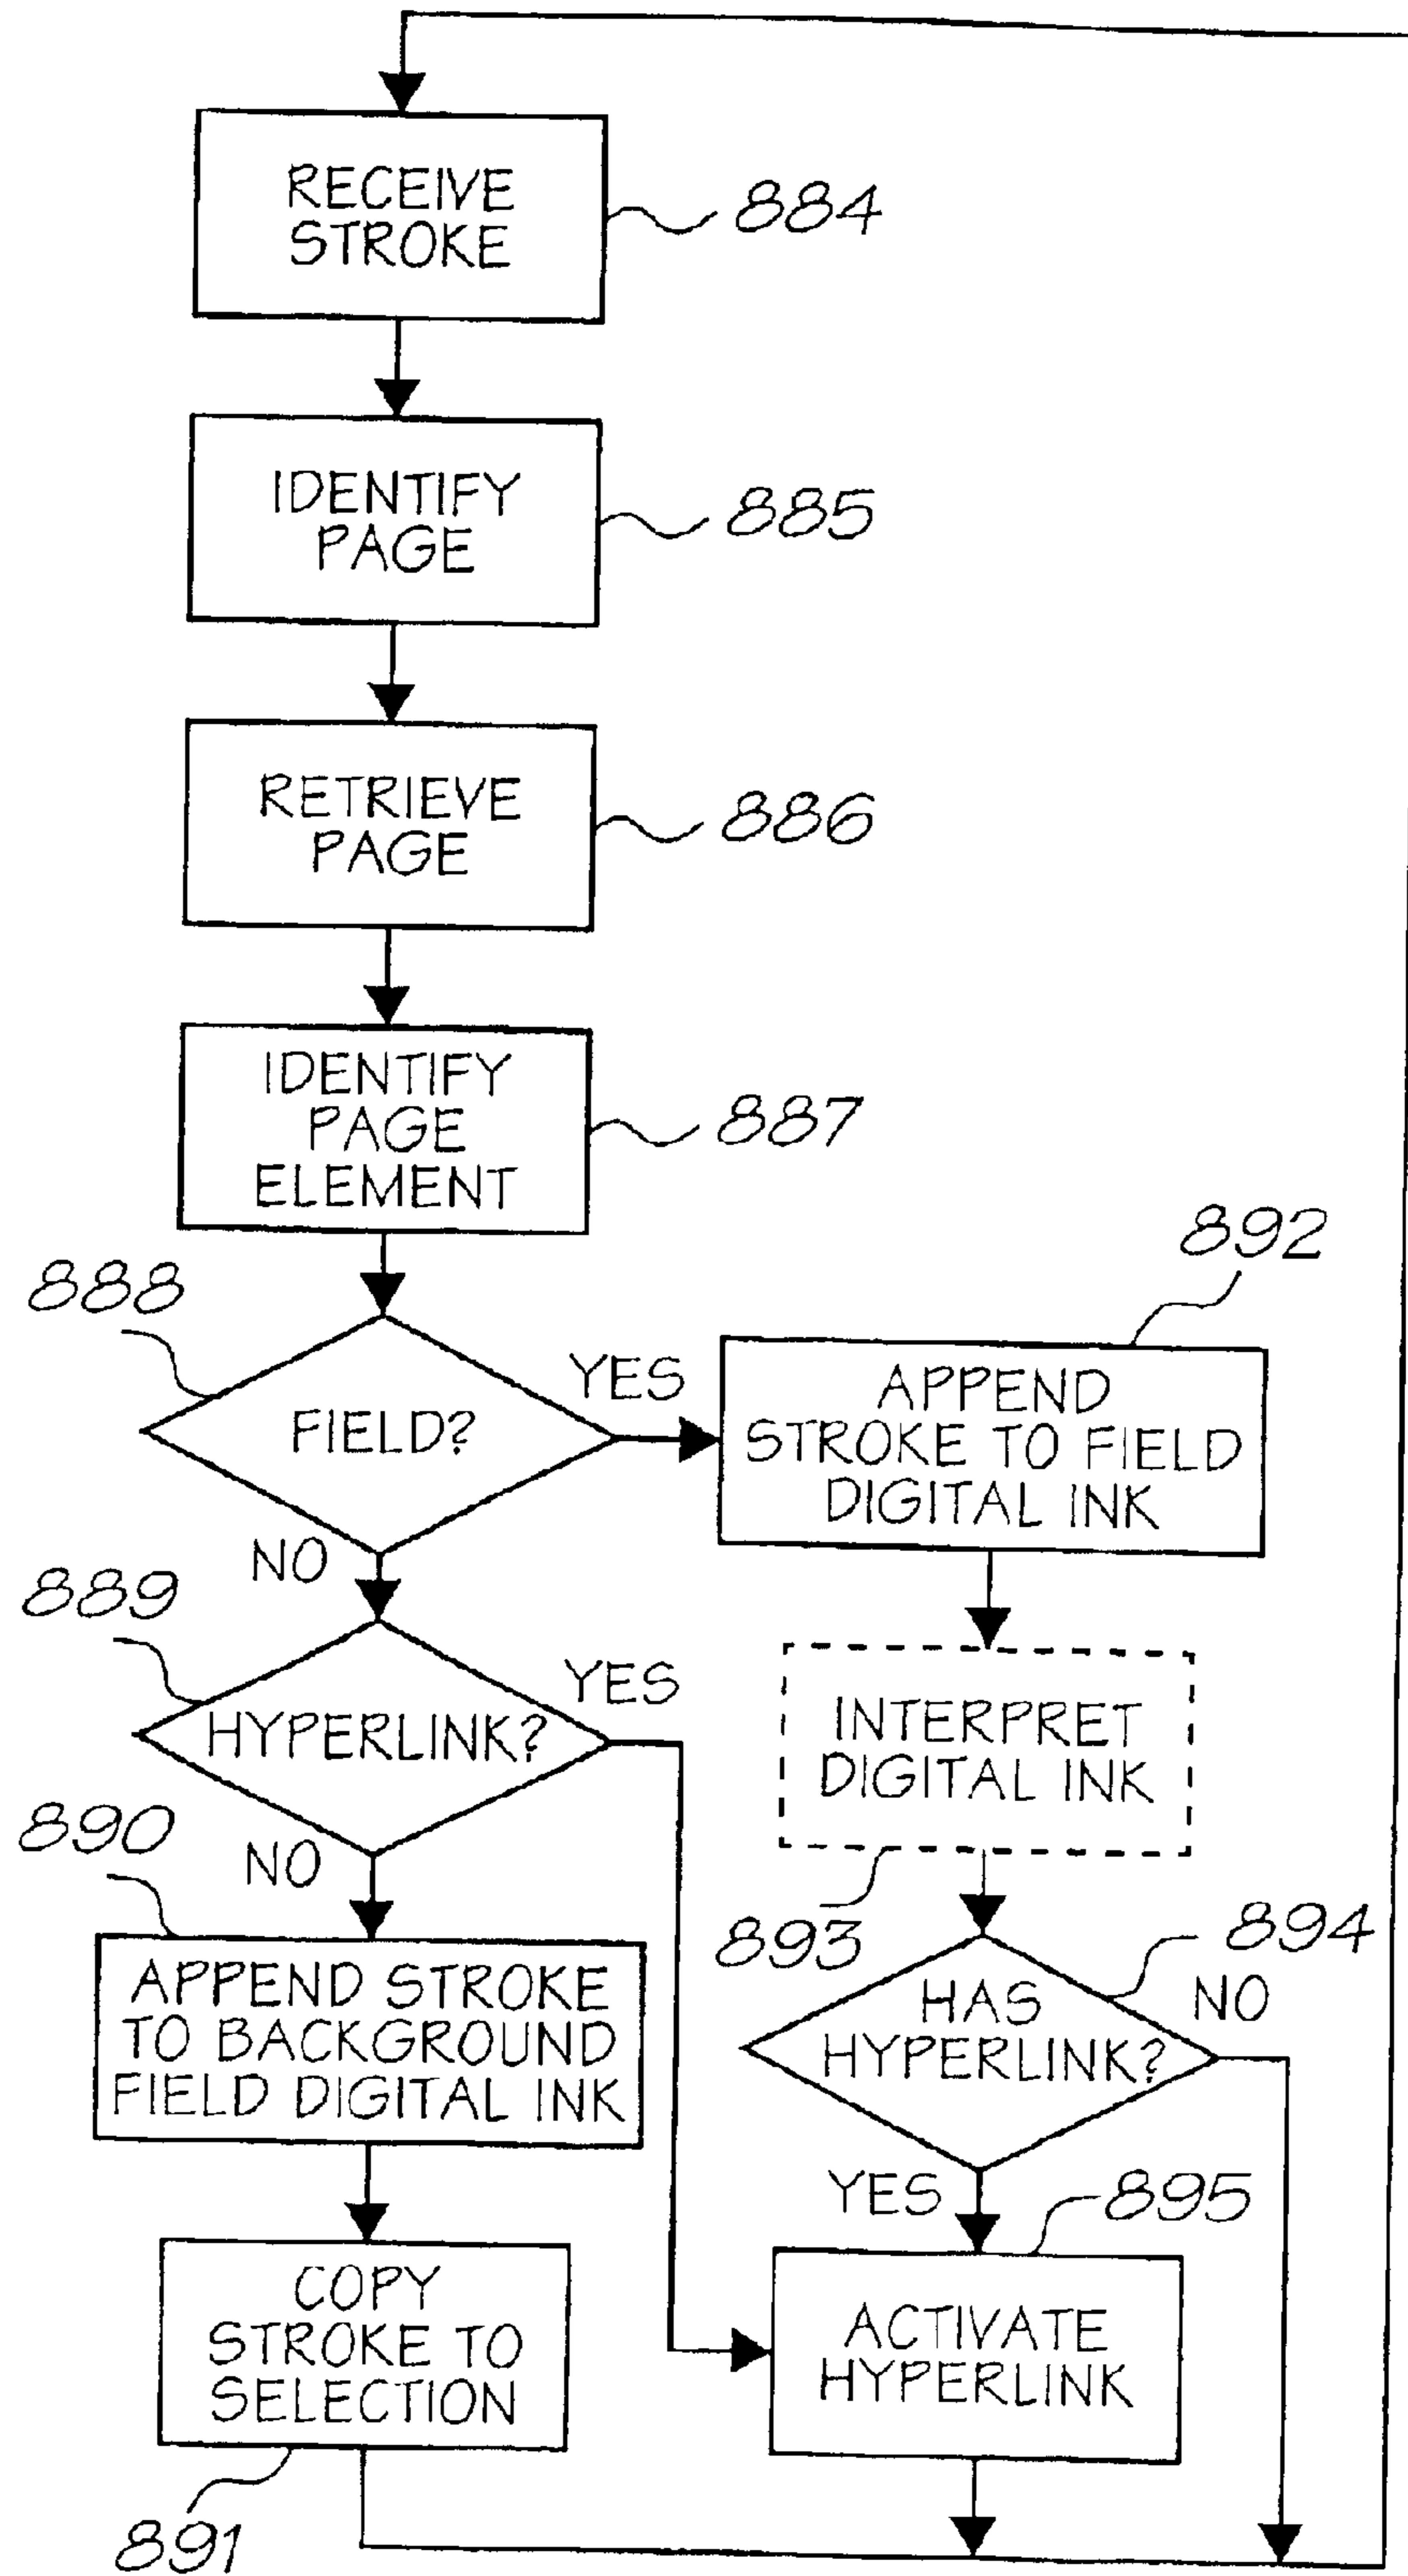 RECEIVE
STROKE
884
IDENTIFY
PAGE
885
RETRIEVE
PAGE
886
IDENTIFY
PAGE
ELEMENT
887
888
FIELD?
YES
NO
892
APPEND
STROKE TO FIELD
DIGITAL INK
889
HYPERLINK?
YES
NO
INTERPRET
DIGITAL INK
893
890
APPEND STROKE
TO BACKGROUND
FIELD DIGITAL INK
894
HAS
HYPERLINK?
NO
YES
895
COPY
STROKE TO
SELECTION
891
ACTIVATE
HYPERLINK